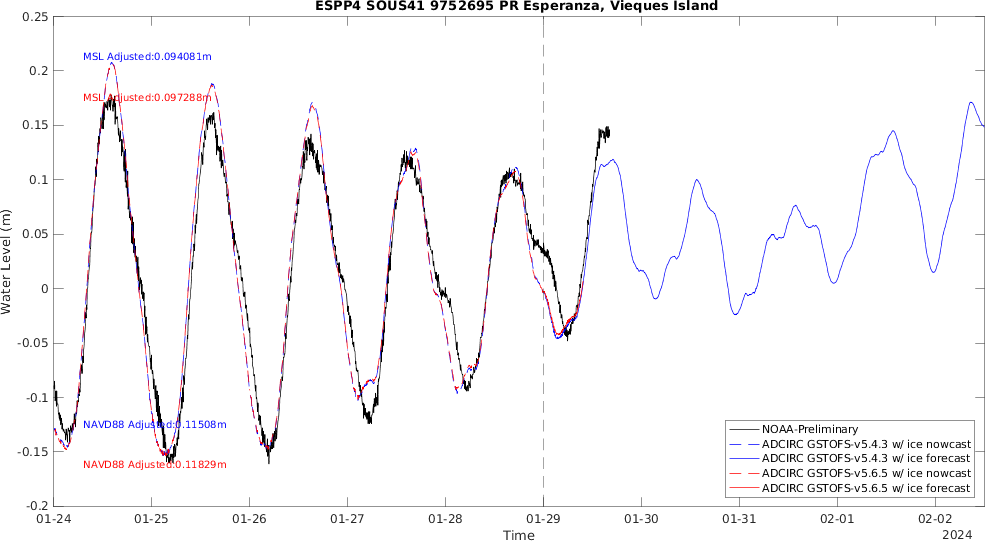 ESPP4 SOUS41 9752695 PR Esperanza, Vieques Island
0.25
0.2
0.15
0.1
0.05
0
-0.05
-0.1
-0.15
-0.2
Water Level (m)
MSL Adjusted:0.094081m
MSL Adjusted:0.097288m
NAVD88 Adjusted:0.11508m
NAVD88 Adjusted:0.11829m
NOAA-Preliminary
ADCIRC GSTOFS-v5.4.3 w/ ice nowcast
ADCIRC GSTOFS-v5.4.3 w/ ice forecast
ADCIRC GSTOFS-v5.6.5 w/ ice nowcast
ADCIRC GSTOFS-v5.6.5 w/ ice forecast
01-24 01-25 01-26 01-27 01-28 01-29 01-30 01-31 02-01 02-02
Time
2024